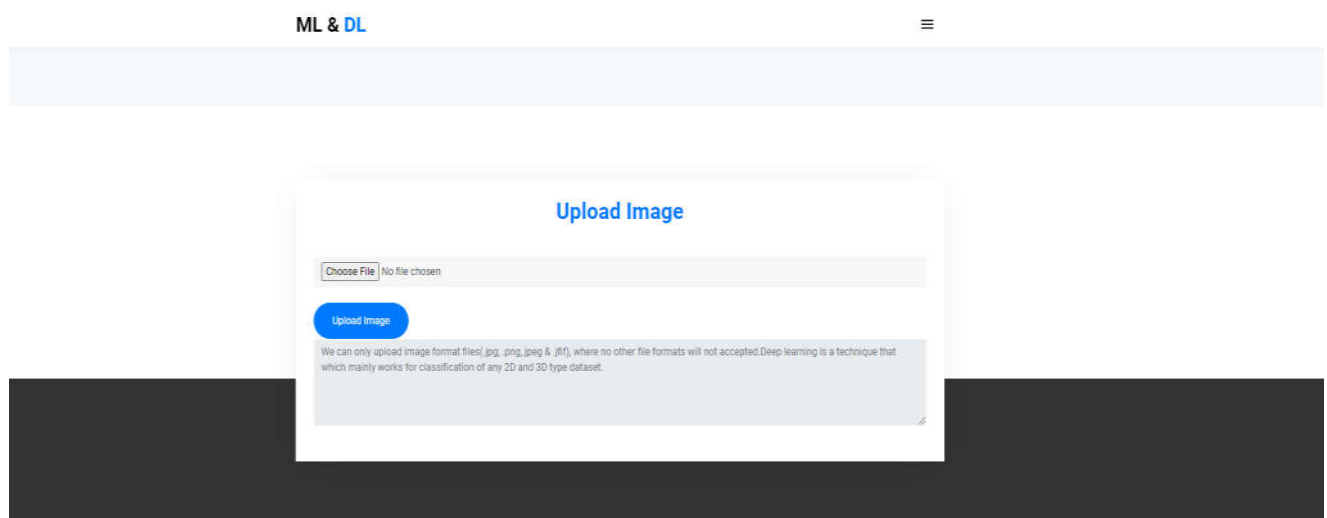 ML & DL
Upload Image
Choose File No file chosen
Upload Image
We can only upload image format files(.jpg, .png,.jpeg & .jfif), where no other file formats will not accepted.Deep learning is a technique that
which mainly works for classification of any 2D and 3D type dataset.